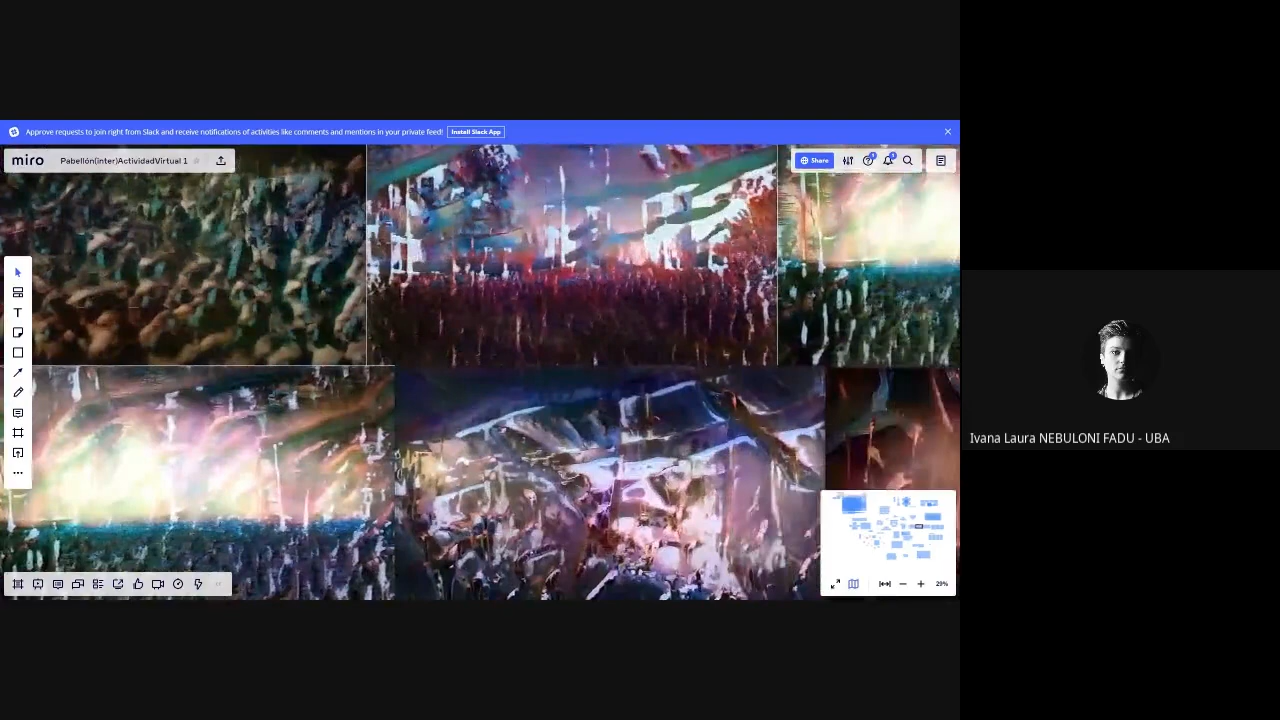 Approve requests to join right from Slack and receive notifications of activities like comments and mentions in your private feed! Install Slack App
miro Pabellón(inter)ActividadVirtual 1
Share
Ivana Laura NEBULONI FADU - UBA
29%